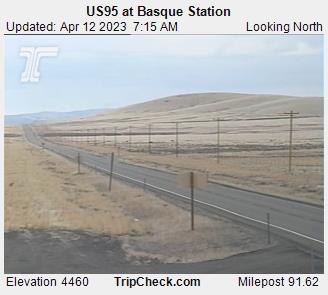 US95 at Basque Station
Updated: Apr 12 2023 7:15 AM Looking North
Elevation 4460 TripCheck.com Milepost 91.62